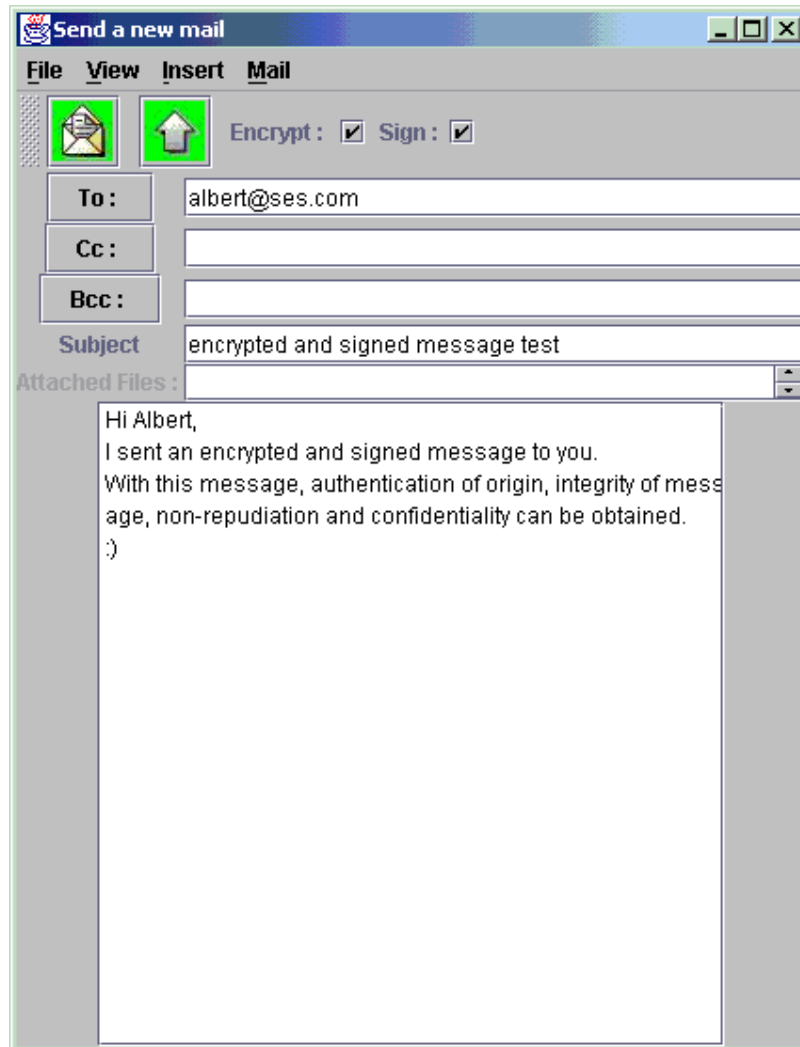 Send a new mail
File View Insert Mail
Encrypt : Sign :
To : albert@ses.com
Cc :
Bcc :
Subject encrypted and signed message test
Attached Files :
Hi Albert,
I sent an encrypted and signed message to you.
With this message, authentication of origin, integrity of mess
age, non-repudiation and confidentiality can be obtained.
:)